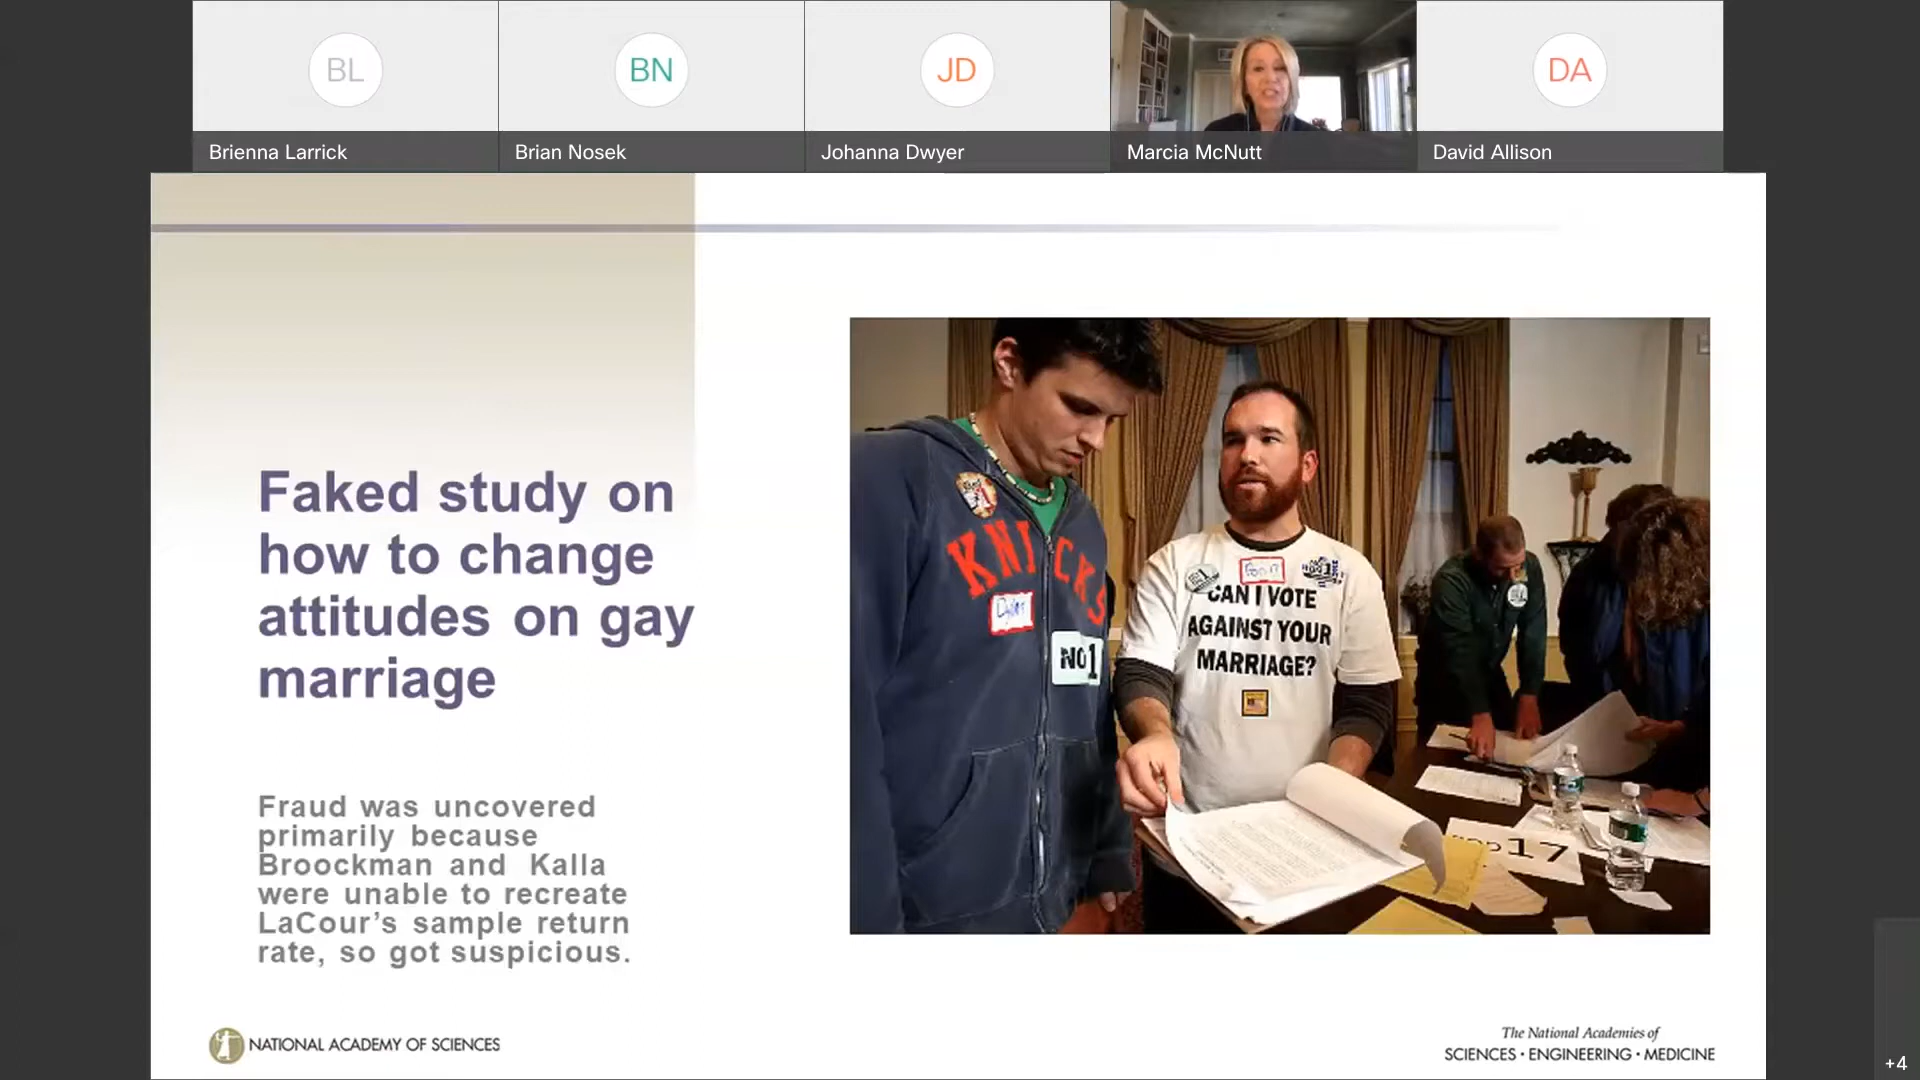 BL
BN
JD
DA
Brienna Larrick
Brian Nosek
Johanna Dwyer
Marcia McNutt
David Allison
Faked study on
how to change
attitudes on gay
marriage
Fraud was uncovered
primarily because
Broockman and Kalla
were unable to recreate
LaCour’s sample return
rate, so got suspicious.
KNICKS
Dylan
NO 1
CAN I VOTE
AGAINST YOUR
MARRIAGE?
17
NATIONAL ACADEMY OF SCIENCES
The National Academies of
SCIENCES · ENGINEERING · MEDICINE
+4